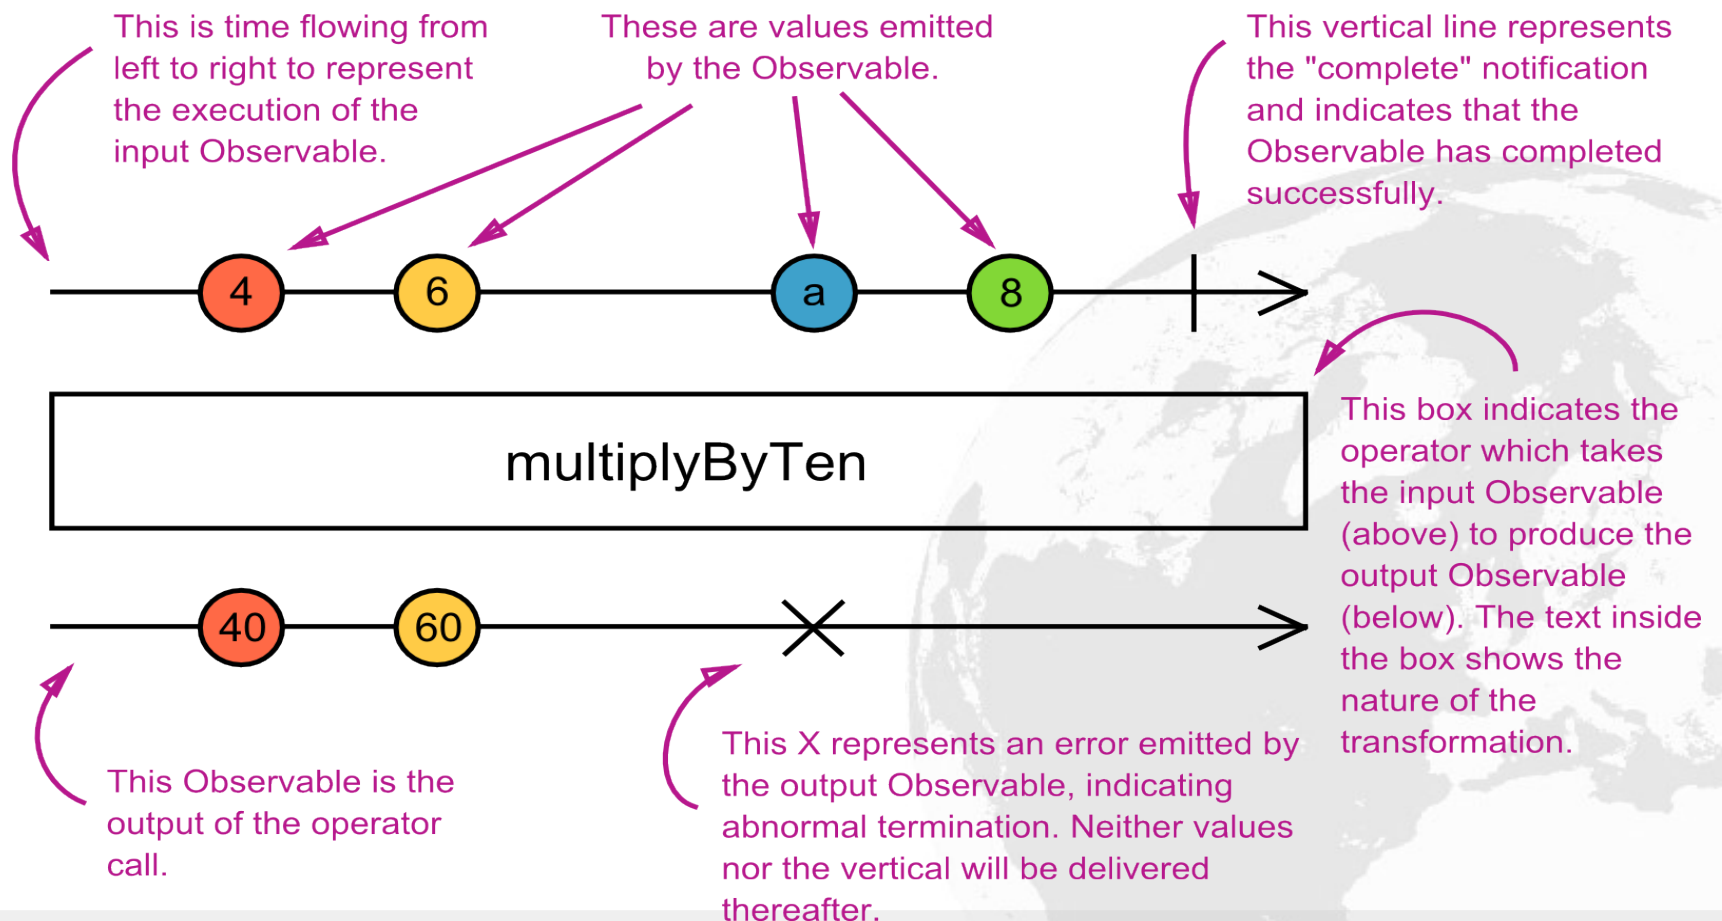 This is time flowing from
left to right to represent
the execution of the
input Observable.
These are values emitted
by the Observable.
This vertical line represents
the "complete" notification
and indicates that the
Observable has completed
successfully.
4
6
a
8
multiplyByTen
This box indicates the
operator which takes
the input Observable
(above) to produce the
output Observable
(below). The text inside
the box shows the
nature of the
transformation.
40
60
This Observable is the
output of the operator
call.
This X represents an error emitted by
the output Observable, indicating
abnormal termination. Neither values
nor the vertical will be delivered
thereafter.